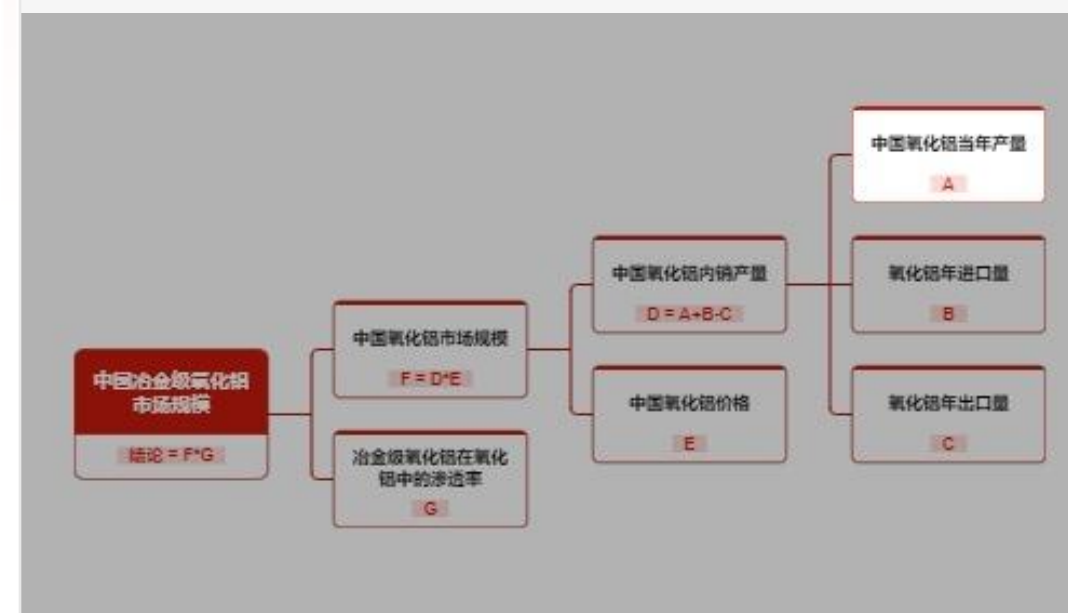 中国冶金级氧化铝
市场规模
结论 = F*G
中国氧化铝市场规模
F = D*E
冶金级氧化铝在氧化
铝中的渗透率
G
中国氧化铝内销产量
D = A+B-C
中国氧化铝价格
E
中国氧化铝当年产量
A
氧化铝年进口量
B
氧化铝年出口量
C